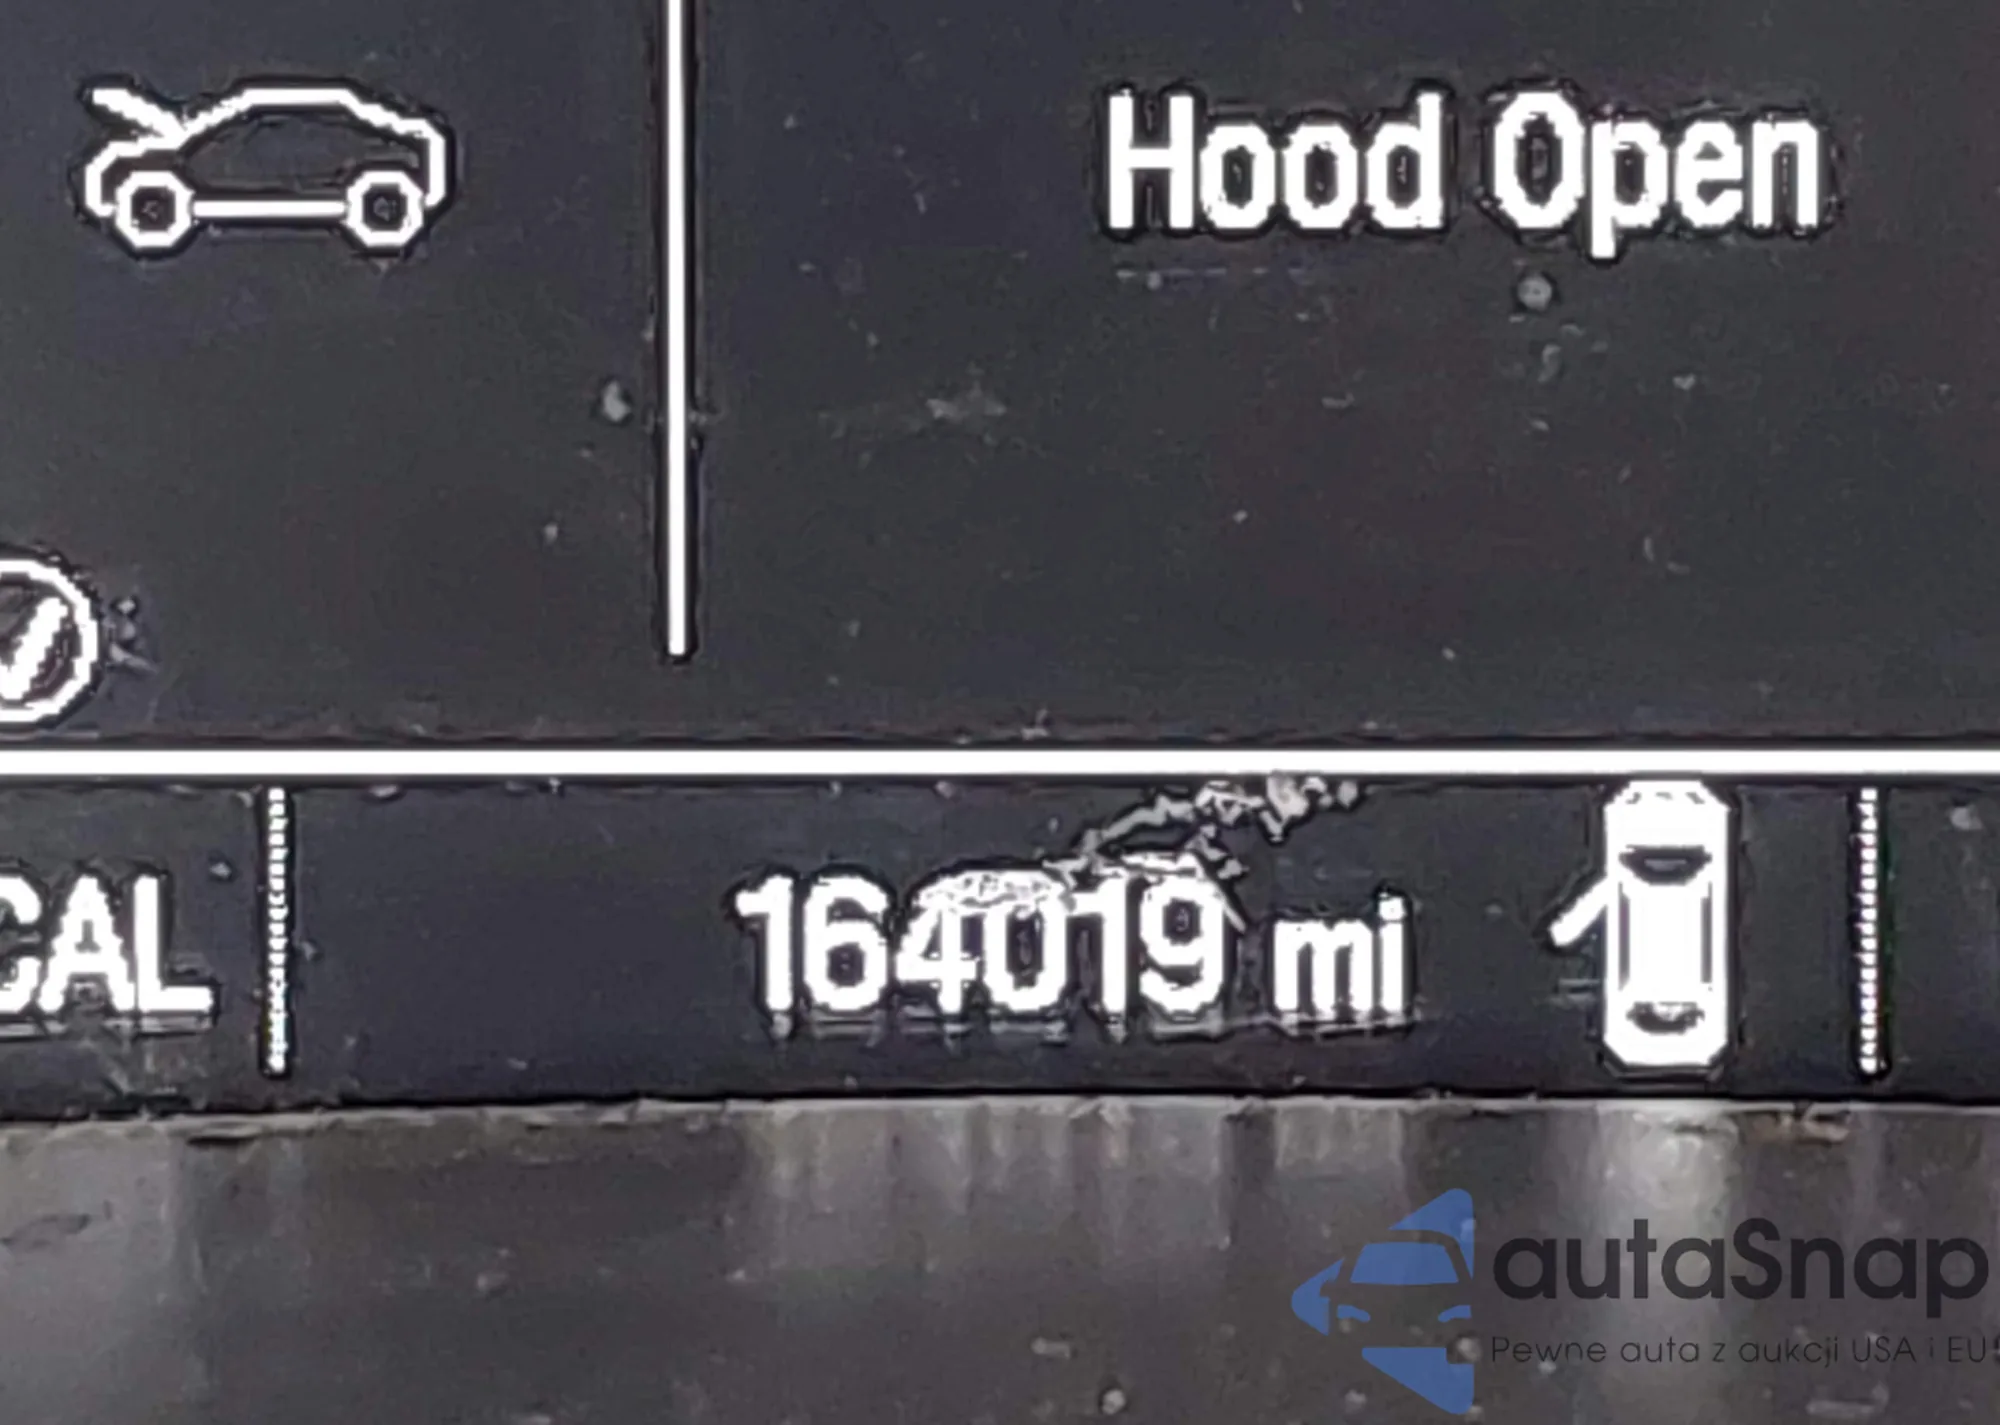 Hood Open
CAL
164019 mi
autaSnap
Pewne auta z aukcji USA i EU